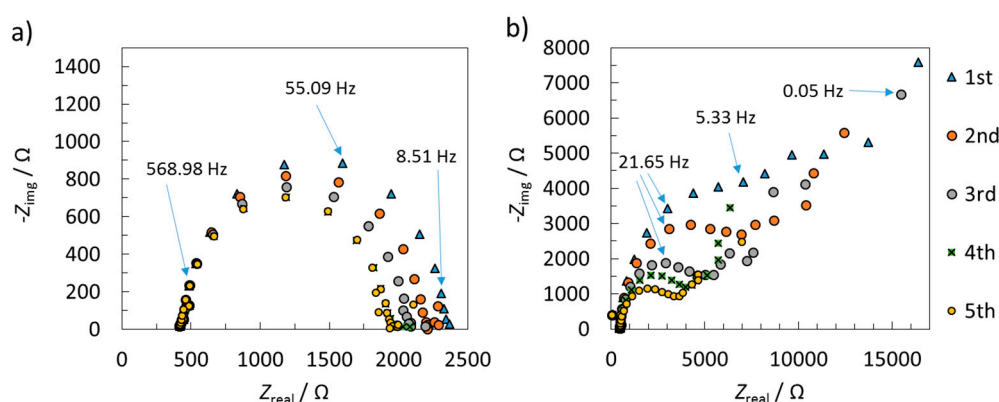 a)
1400
1200
1000
800
600
400
200
0
-Zimg / Ω
568.98 Hz
55.09 Hz
8.51 Hz
0 500 1000 1500 2000 2500
Zreal / Ω
b)
8000
7000
6000
5000
4000
3000
2000
1000
0
-Zimg / Ω
21.65 Hz
5.33 Hz
0.05 Hz
0 5000 10000 15000
Zreal / Ω
1st
2nd
3rd
4th
5th